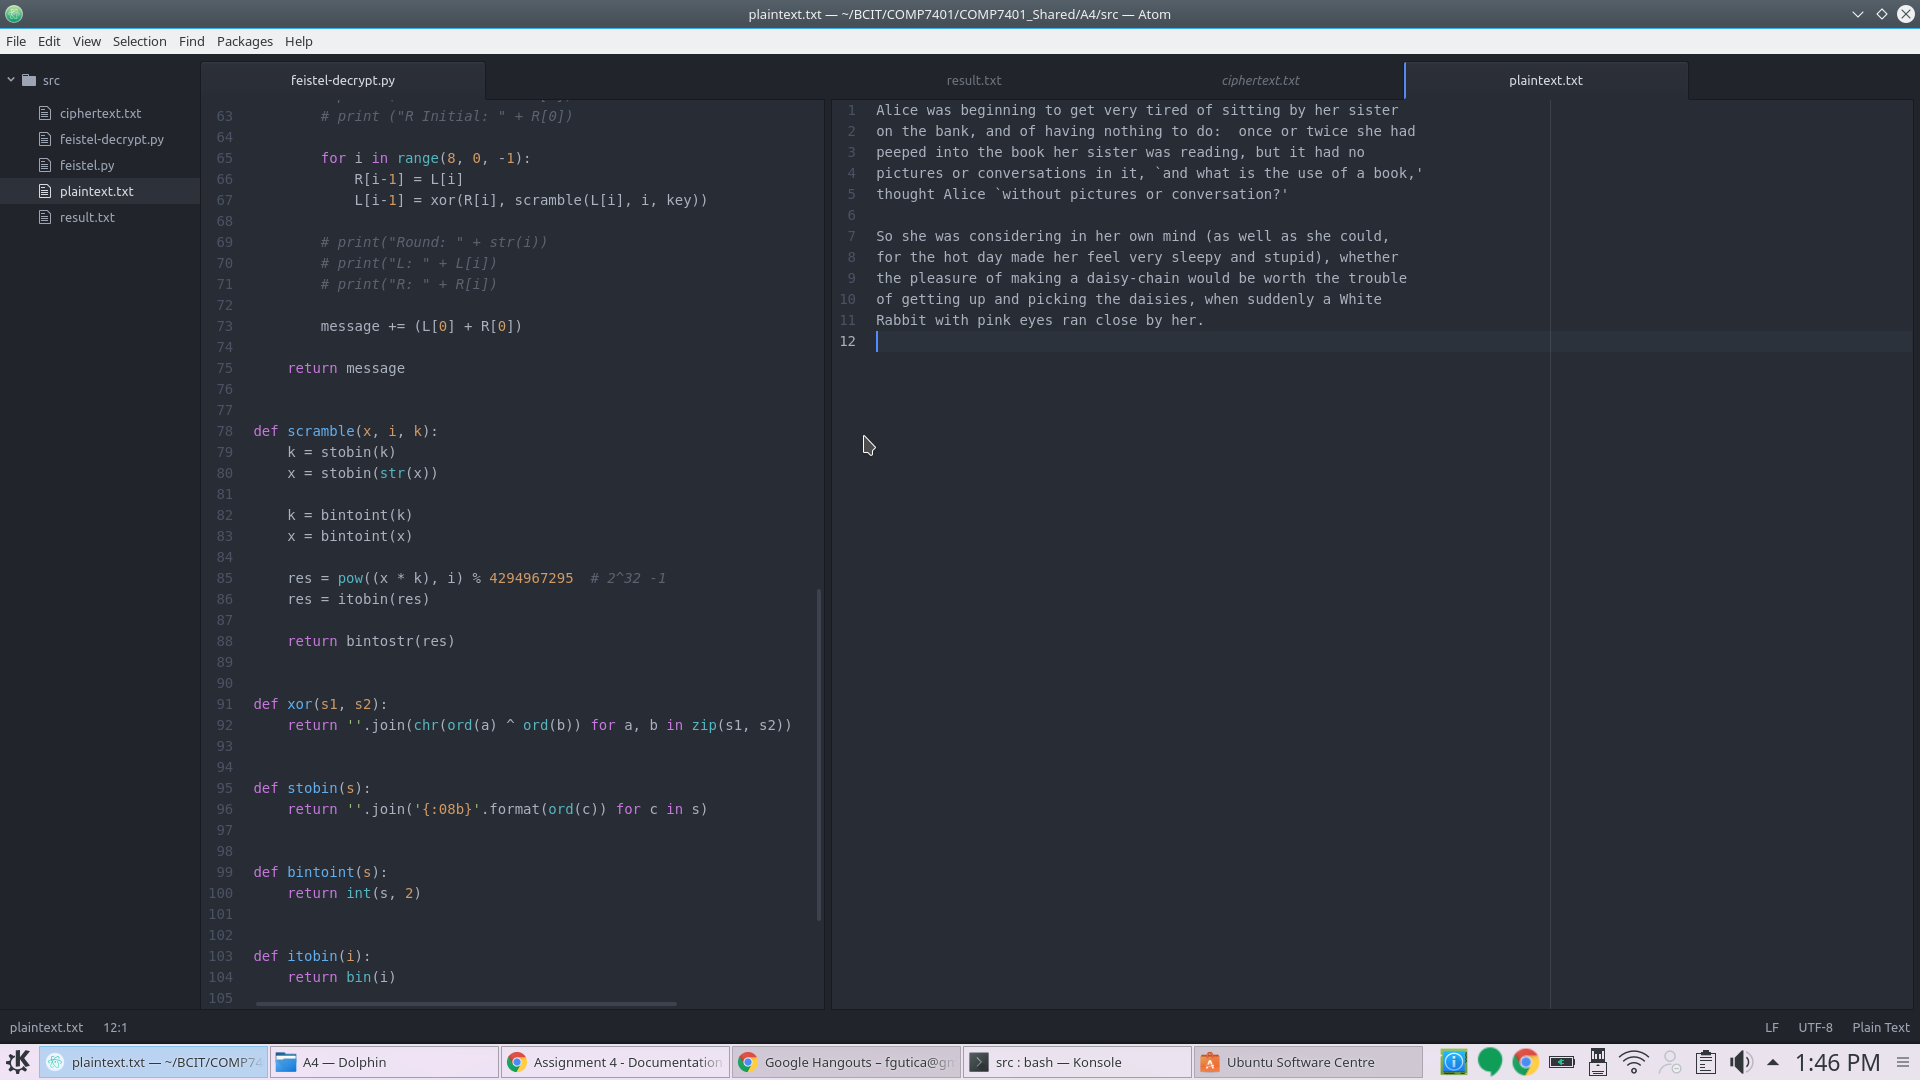 plaintext.txt — ~/BCIT/COMP7401/COMP7401_Shared/A4/src — Atom
File Edit View Selection Find Packages Help
src
ciphertext.txt
feistel-decrypt.py
feistel.py
plaintext.txt
result.txt
feistel-decrypt.py
63 # print ("R Initial: " + R[0])
64
65 for i in range(8, 0, -1):
66 R[i-1] = L[i]
67 L[i-1] = xor(R[i], scramble(L[i], i, key))
68
69 # print("Round: " + str(i))
70 # print("L: " + L[i])
71 # print("R: " + R[i])
72
73 message += (L[0] + R[0])
74
75 return message
76
77
78 def scramble(x, i, k):
79 k = stobin(k)
80 x = stobin(str(x))
81
82 k = bintoint(k)
83 x = bintoint(x)
84
85 res = pow((x * k), i) % 4294967295 # 2^32 -1
86 res = itobin(res)
87
88 return bintostr(res)
89
90
91 def xor(s1, s2):
92 return ''.join(chr(ord(a) ^ ord(b)) for a, b in zip(s1, s2))
93
94
95 def stobin(s):
96 return ''.join('{:08b}'.format(ord(c)) for c in s)
97
98
99 def bintoint(s):
100 return int(s, 2)
101
102
103 def itobin(i):
104 return bin(i)
105
result.txt ciphertext.txt plaintext.txt
1 Alice was beginning to get very tired of sitting by her sister
2 on the bank, and of having nothing to do:  once or twice she had
3 peeped into the book her sister was reading, but it had no
4 pictures or conversations in it, `and what is the use of a book,'
5 thought Alice `without pictures or conversation?'
6
7 So she was considering in her own mind (as well as she could,
8 for the hot day made her feel very sleepy and stupid), whether
9 the pleasure of making a daisy-chain would be worth the trouble
10 of getting up and picking the daisies, when suddenly a White
11 Rabbit with pink eyes ran close by her.
12
plaintext.txt 12:1 LF UTF-8 Plain Text
plaintext.txt — ~/BCIT/COMP74 A4 — Dolphin Assignment 4 - Documentation Google Hangouts – fgutica@gm src : bash — Konsole Ubuntu Software Centre 1:46 PM